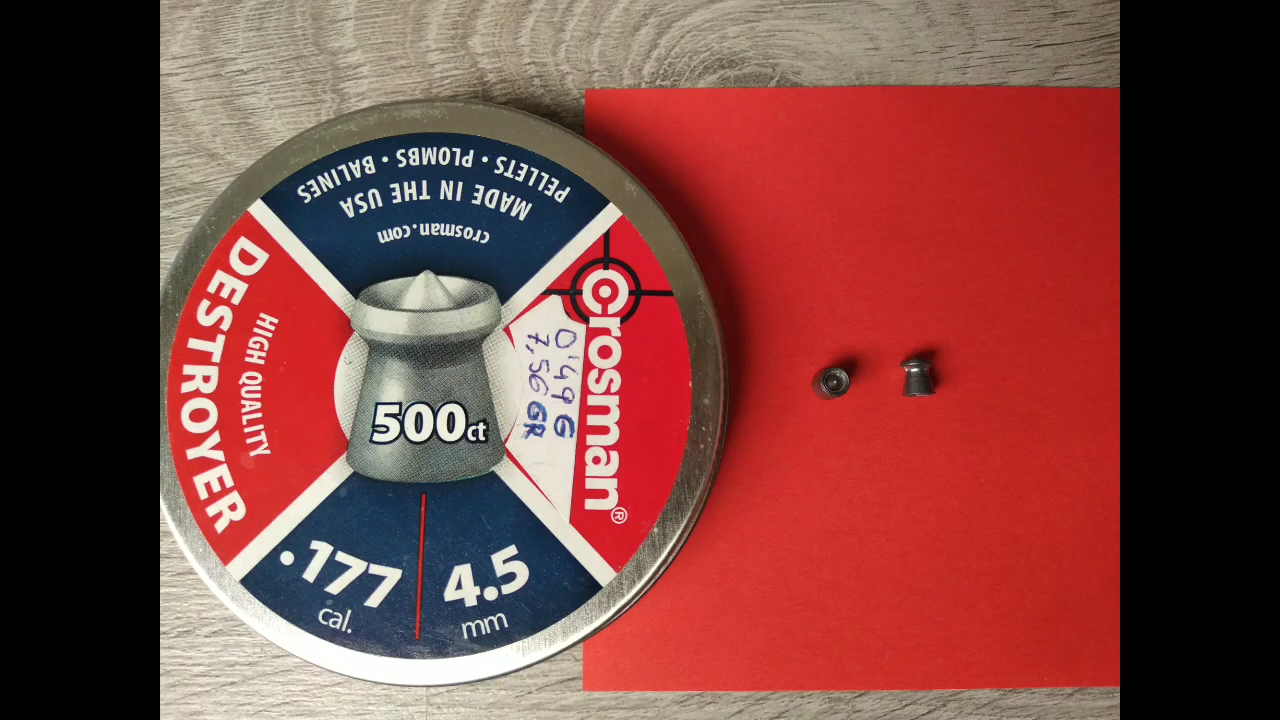 PELLETS • PLOMBS • BALINES
MADE IN THE USA
crosman.com
DESTROYER
HIGH QUALITY
crosman®
0'49 G
7,56 GR
500ct
.177
cal.
4.5
mm